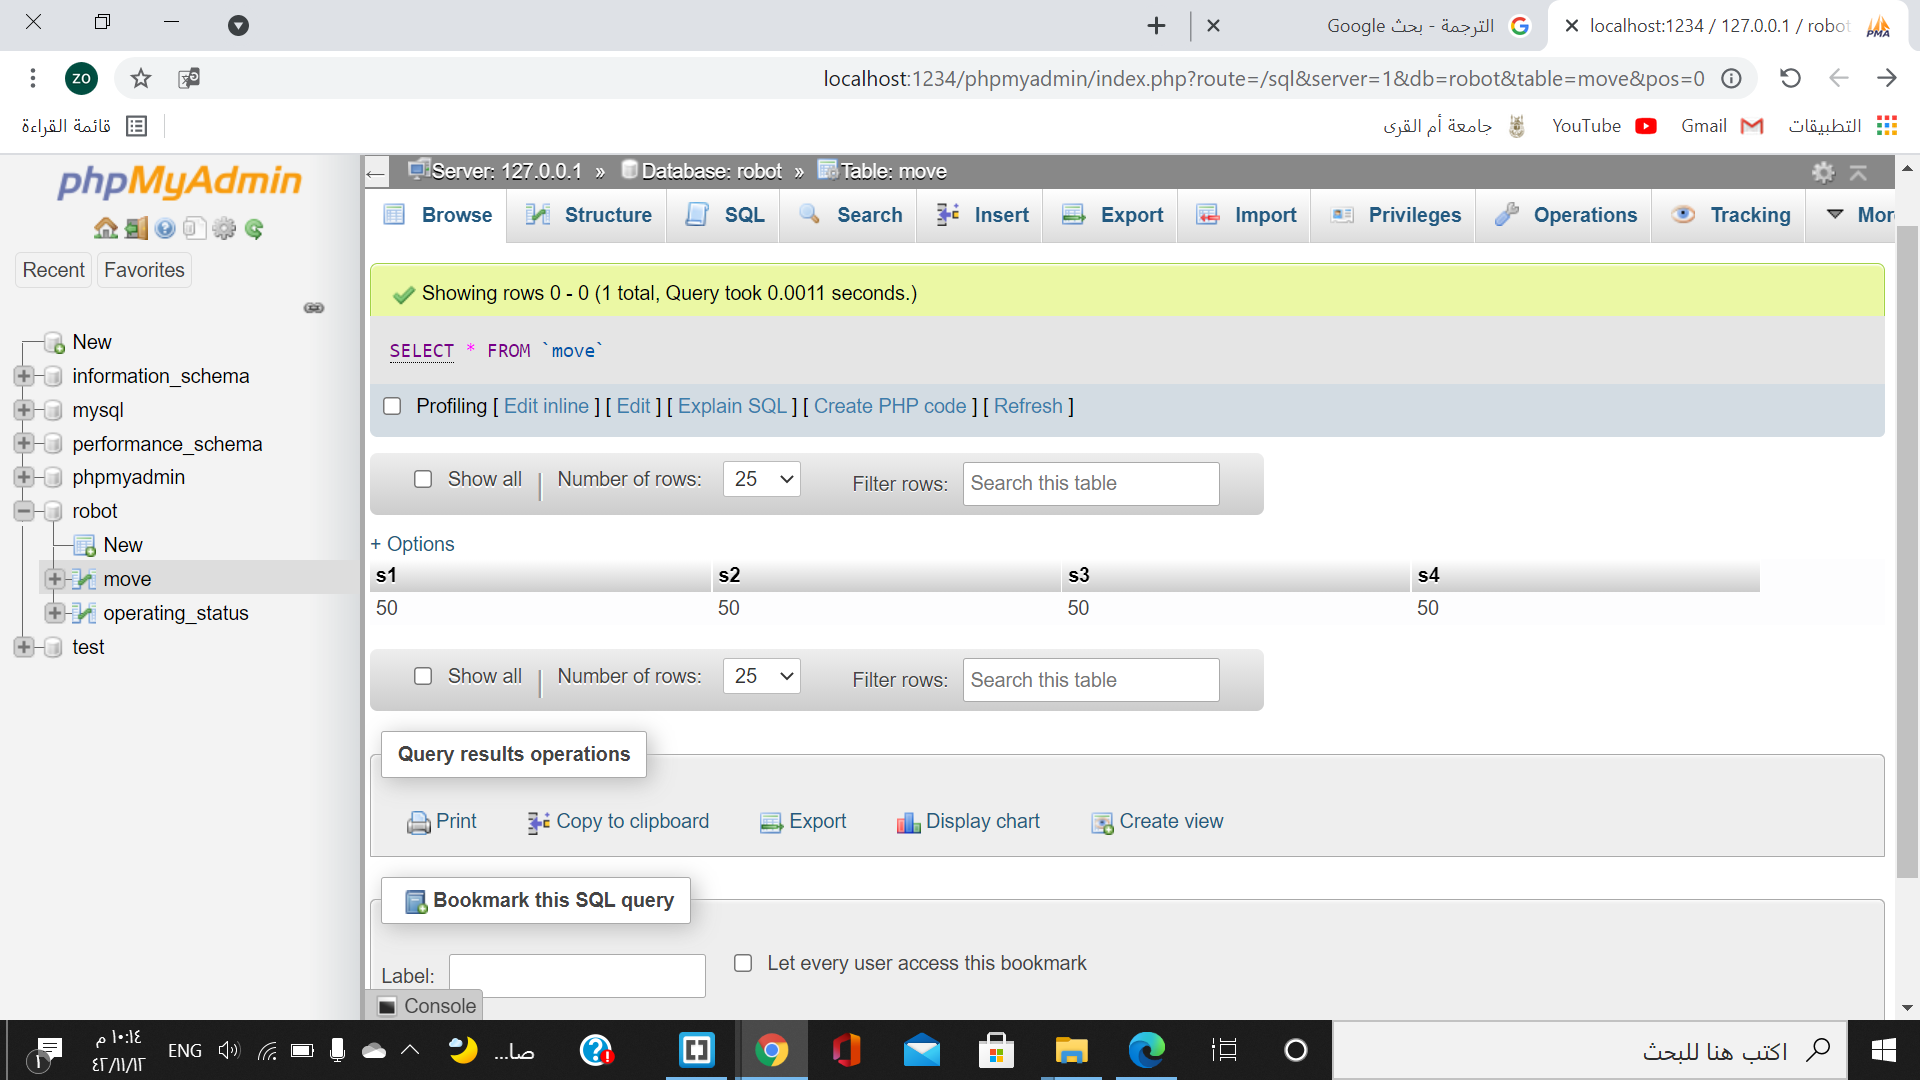 localhost:1234 / 127.0.0.1 / robot
الترجمة - بحث Google
localhost:1234/phpmyadmin/index.php?route=/sql&server=1&db=robot&table=move&pos=0
ZO
التطبيقات
Gmail
YouTube
جامعة أم القرى
قائمة القراءة
phpMyAdmin
Recent
Favorites
New
information_schema
mysql
performance_schema
phpmyadmin
robot
New
move
operating_status
test
Server: 127.0.0.1 » Database: robot » Table: move
Browse
Structure
SQL
Search
Insert
Export
Import
Privileges
Operations
Tracking
Mor
Showing rows 0 - 0 (1 total, Query took 0.0011 seconds.)
SELECT * FROM `move`
Profiling [ Edit inline ] [ Edit ] [ Explain SQL ] [ Create PHP code ] [ Refresh ]
Show all | Number of rows: 25 Filter rows: Search this table
+ Options
s1 s2 s3 s4
50 50 50 50
Show all | Number of rows: 25 Filter rows: Search this table
Query results operations
Print Copy to clipboard Export Display chart Create view
Bookmark this SQL query
Label:
Let every user access this bookmark
Console
اكتب هنا للبحث
صا...
ENG
١٠:١٤ م
٤٢/١١/١٢
١